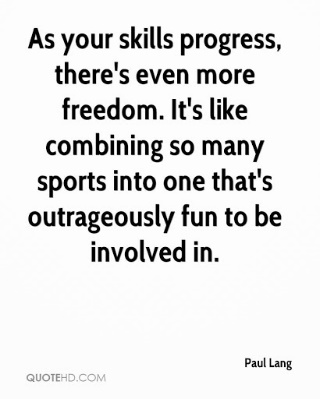 As your skills progress,
there's even more
freedom. It's like
combining so many
sports into one that's
outrageously fun to be
involved in.
Paul Lang
QUOTEHD.COM